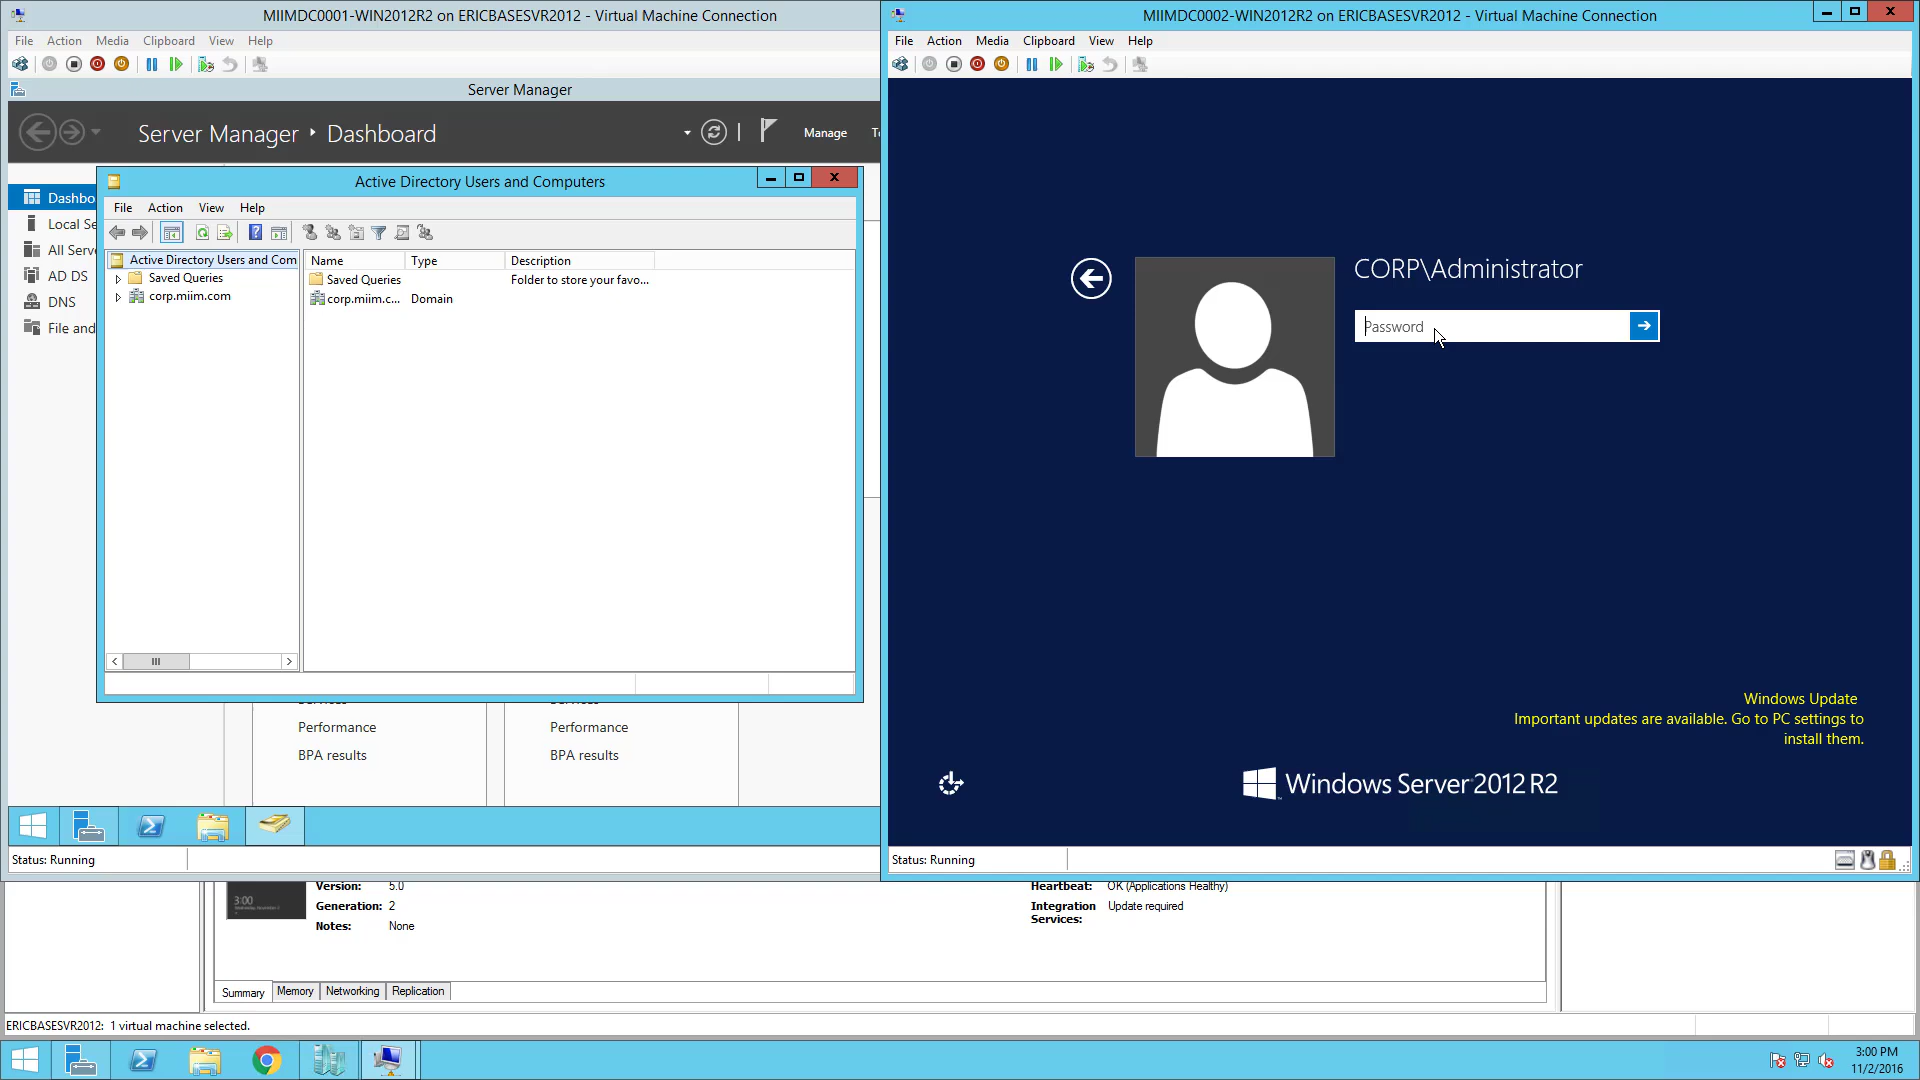 MIIMDC0001-WIN2012R2 on ERICBASESVR2012 - Virtual Machine Connection
File Action Media Clipboard View Help
Server Manager
Server Manager ‣ Dashboard
Manage
Dashbo
Local Se
All Serve
AD DS
DNS
File and
Active Directory Users and Computers
File Action View Help
Active Directory Users and Com
Saved Queries
corp.miim.com
Name Type Description
Saved Queries Folder to store your favo...
corp.miim.c... Domain
Performance Performance
BPA results BPA results
Status: Running
MIIMDC0002-WIN2012R2 on ERICBASESVR2012 - Virtual Machine Connection
File Action Media Clipboard View Help
CORP\Administrator
Password
Windows Update
Important updates are available. Go to PC settings to
install them.
Windows Server 2012 R2
Status: Running
3:00
Version: 5.0
Generation: 2
Notes: None
Heartbeat: OK (Applications Healthy)
Integration Services: Update required
Summary Memory Networking Replication
ERICBASESVR2012: 1 virtual machine selected.
3:00 PM
11/2/2016